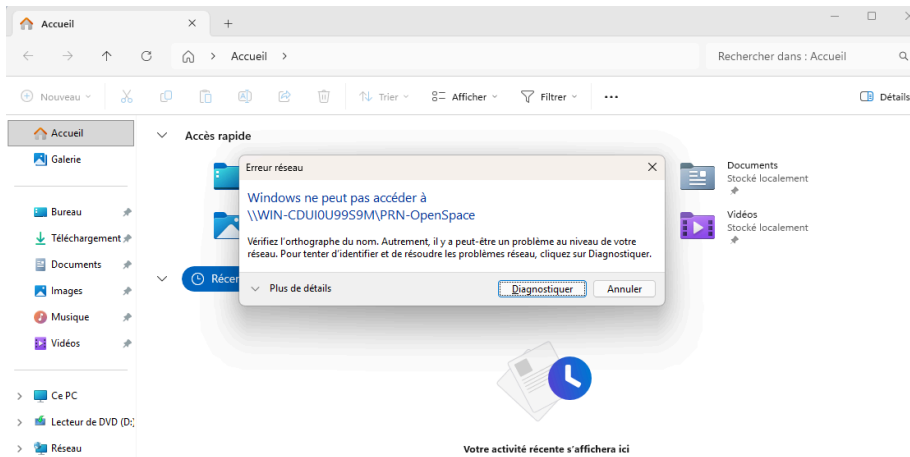 Accueil
Accueil
Rechercher dans : Accueil
Nouveau
Trier
Afficher
Filtrer
Détails
Accueil
Galerie
Bureau
Téléchargement
Documents
Images
Musique
Vidéos
Ce PC
Lecteur de DVD (D:)
Réseau
Accès rapide
Documents
Stocké localement
Vidéos
Stocké localement
Récen
Erreur réseau
Windows ne peut pas accéder à
\\WIN-CDUI0U99S9M\PRN-OpenSpace
Vérifiez l'orthographe du nom. Autrement, il y a peut-être un problème au niveau de votre
réseau. Pour tenter d'identifier et de résoudre les problèmes réseau, cliquez sur Diagnostiquer.
Plus de détails
Diagnostiquer
Annuler
Votre activité récente s'affichera ici